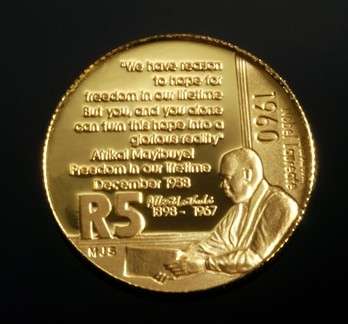 "We have reason
to hope for
freedom in our lifetime
But you, and you alone
can turn this hope into a
glorious reality"
Afrika! Mayibuye!
Freedom in our lifetime
December 1958
R5
1898 - 1967
MJS
1960
Nobel Laureate